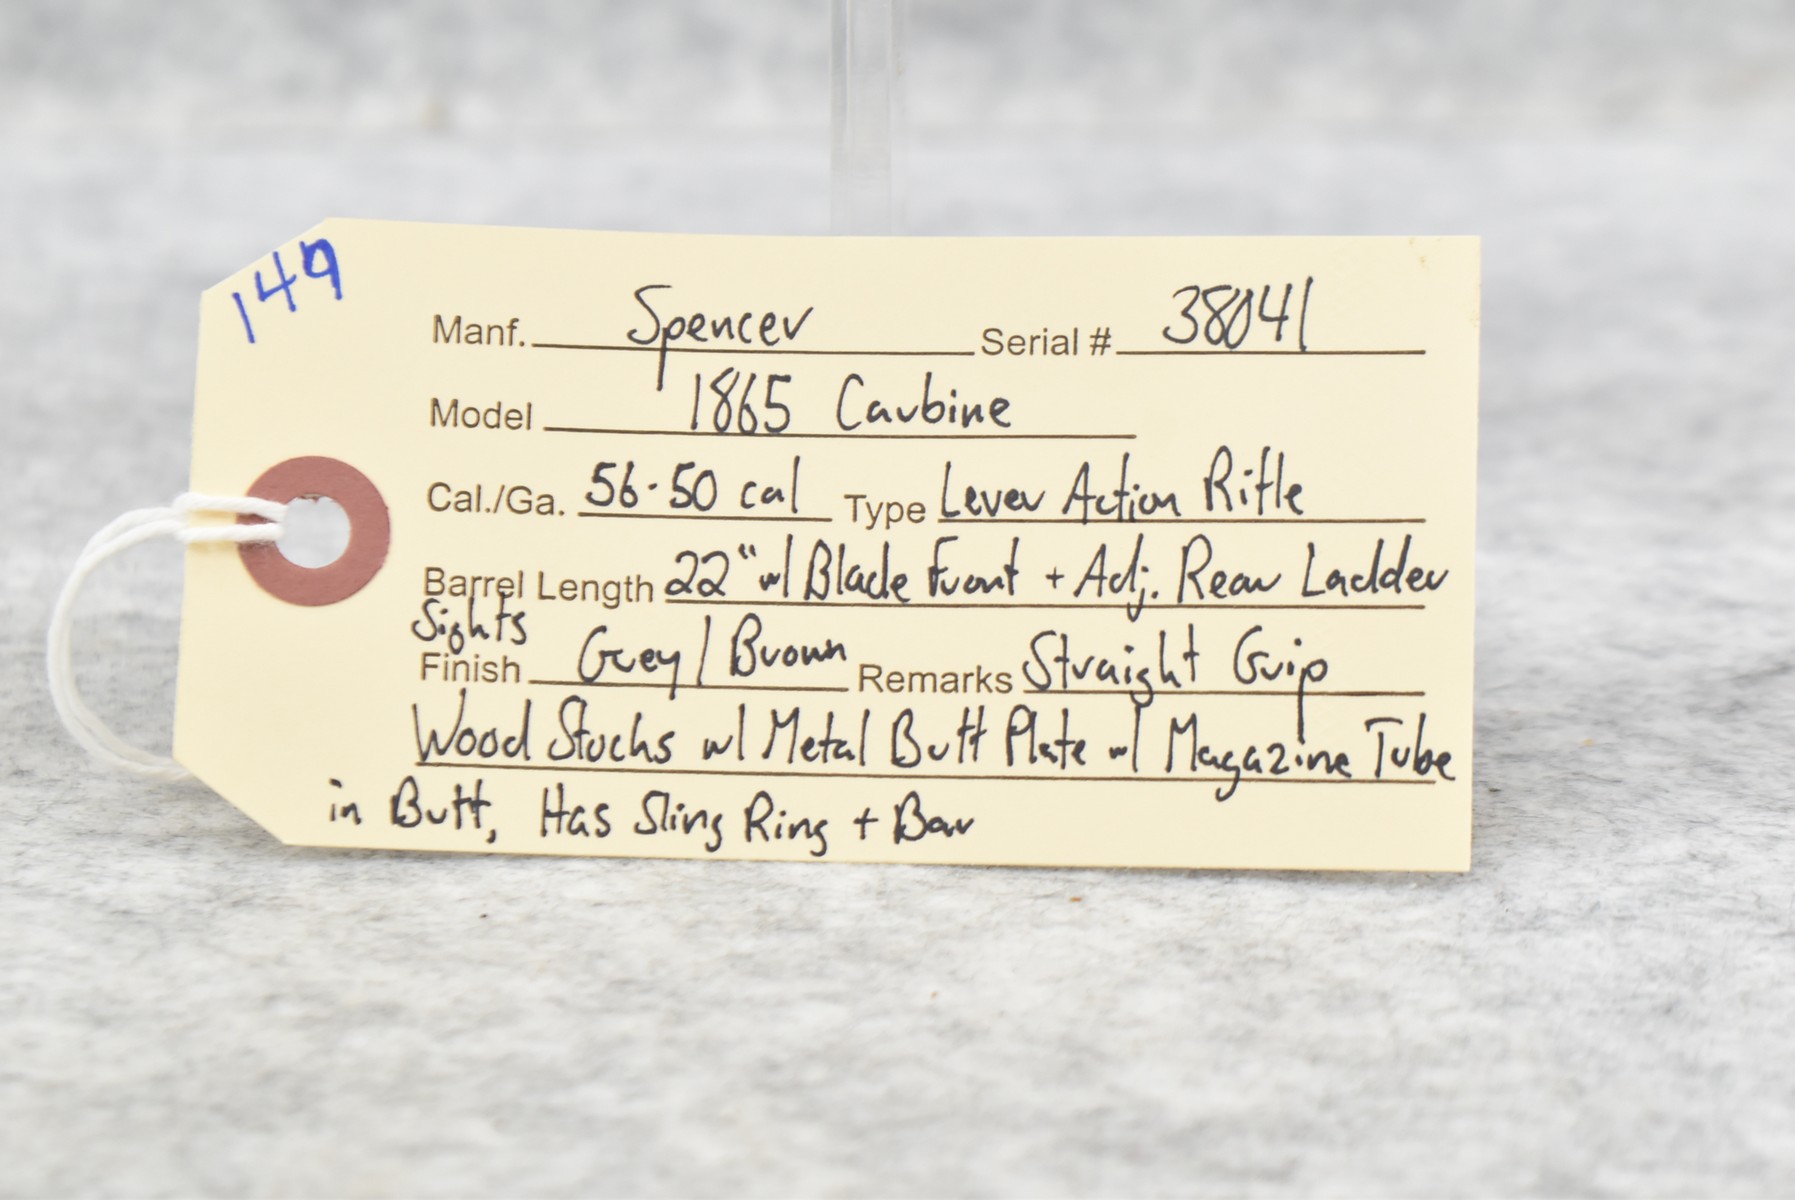 149
Manf. Spencer Serial # 38041
Model 1865 Carbine
Cal./Ga. 56-50 cal Type Lever Action Rifle
Barrel Length 22" w/ Blade Front + Adj. Rear Ladder
Sights
Finish Grey/Brown Remarks Straight Grip
Wood Stocks w/ Metal Butt Plate w/ Magazine Tube
in Butt, Has Sling Ring + Bar